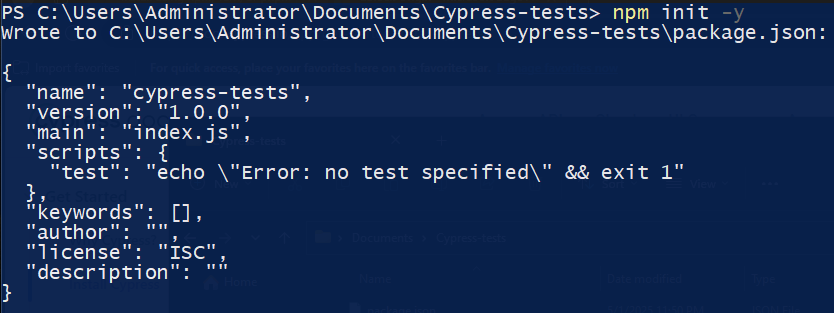 PS C:\Users\Administrator\Documents\Cypress-tests> npm init -y
Wrote to C:\Users\Administrator\Documents\Cypress-tests\package.json:
{
  "name": "cypress-tests",
  "version": "1.0.0",
  "main": "index.js",
  "scripts": {
    "test": "echo \"Error: no test specified\" && exit 1"
  },
  "keywords": [],
  "author": "",
  "license": "ISC",
  "description": ""
}